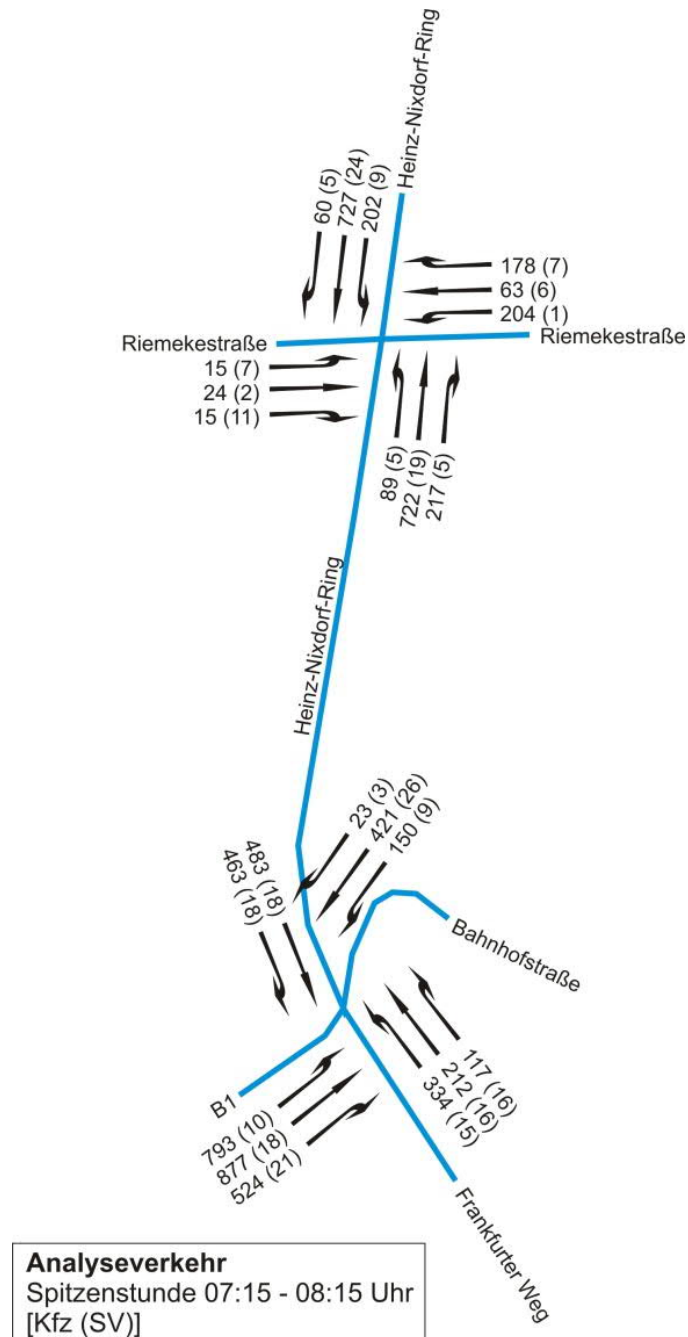 Heinz-Nixdorf-Ring
60 (5)
727 (24)
202 (9)
178 (7)
63 (6)
204 (1)
Riemekestraße
Riemekestraße
15 (7)
24 (2)
15 (11)
89 (5)
722 (19)
217 (5)
Heinz-Nixdorf-Ring
23 (3)
421 (26)
150 (9)
483 (18)
463 (18)
Bahnhofstraße
117 (16)
212 (16)
334 (15)
B1
793 (10)
877 (18)
524 (21)
Frankfurter Weg
Analyseverkehr
Spitzenstunde 07:15 - 08:15 Uhr
[Kfz (SV)]